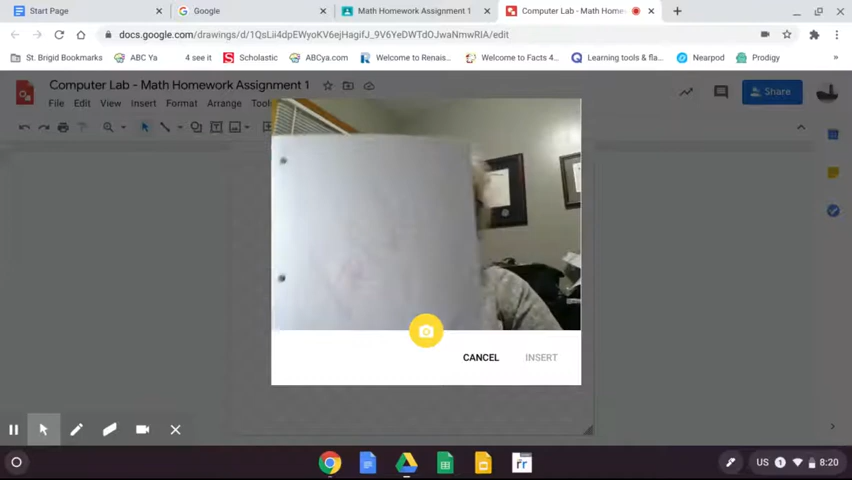 Start Page
Google
Math Homework Assignment 1
Computer Lab - Math Home
docs.google.com/drawings/d/1QsLii4dpEWyoKV6ejHagifJ_9V6YeDWTdOJwaNmwRIA/edit
St. Brigid Bookmarks
ABC Ya
4 see it
Scholastic
ABCya.com
Welcome to Renais...
Welcome to Facts 4...
Learning tools & fla...
Nearpod
Prodigy
»
Computer Lab - Math Homework Assignment 1
File Edit View Insert Format Arrange Tools
Share
CANCEL INSERT
US 1 8:20